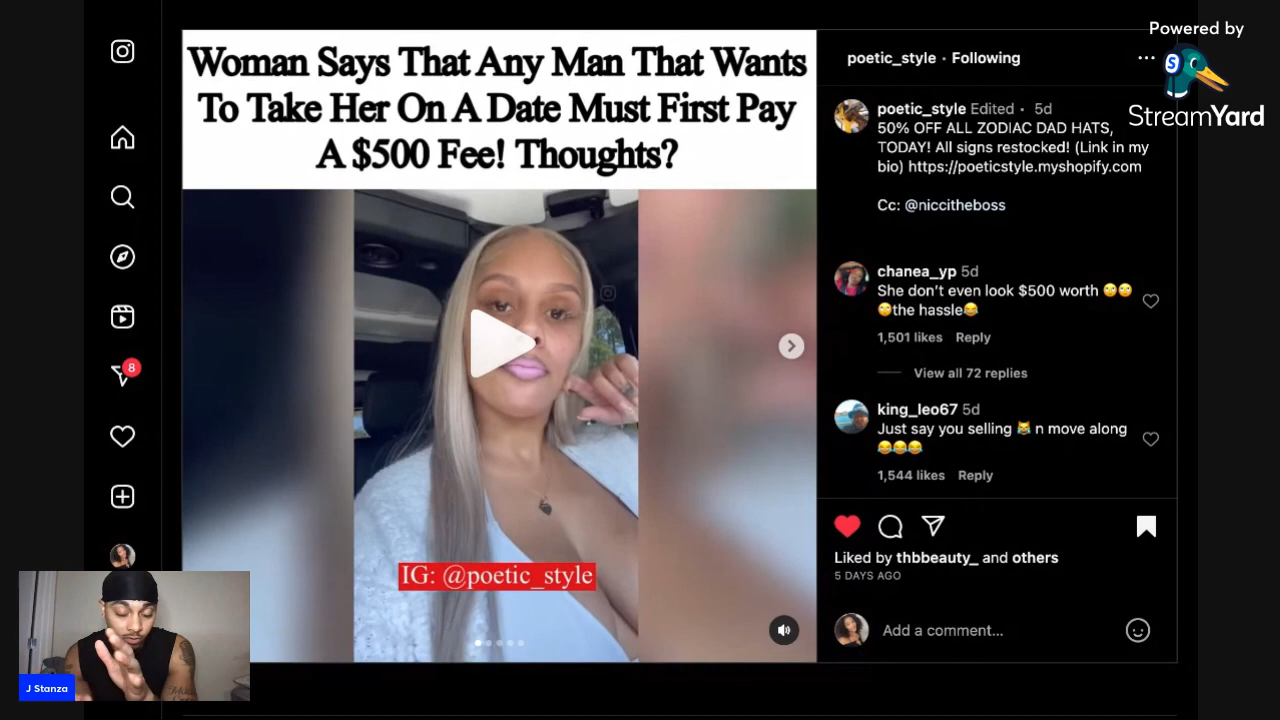 Powered by
StreamYard
Woman Says That Any Man That Wants
To Take Her On A Date Must First Pay
A $500 Fee! Thoughts?
IG: @poetic_style
poetic_style • Following
poetic_style Edited • 5d
50% OFF ALL ZODIAC DAD HATS,
TODAY! All signs restocked! (Link in my
bio) https://poeticstyle.myshopify.com
Cc: @niccitheboss
chanea_yp 5d
She don't even look $500 worth 🙄🙄
🙄the hassle😂
1,501 likes Reply
View all 72 replies
king_leo67 5d
Just say you selling 😹 n move along
😂😂😂
1,544 likes Reply
Liked by thbbeauty_ and others
5 DAYS AGO
Add a comment...
8
J Stanza